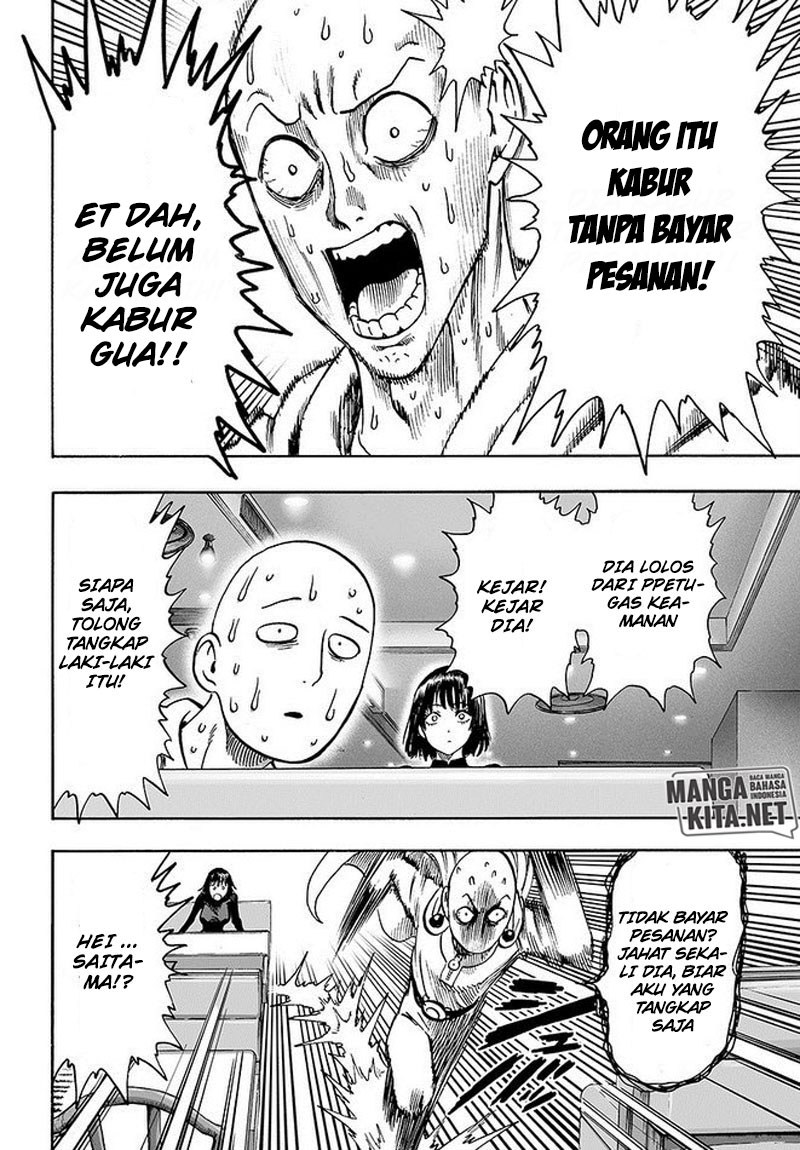 ORANG ITU
KABUR
TANPA BAYAR
PESANAN!
ET DAH,
BELUM
JUGA
KABUR
GUA!!
DIA LOLOS
DARI PPETU-
GAS KEA-
MANAN
KEJAR!
KEJAR
DIA!
SIAPA
SAJA,
TOLONG
TANGKAP
LAKI-LAKI
ITU!
MANGA
KITA.NET
BACA MANGA
BAHASA
INDONESIA
TIDAK BAYAR
PESANAN?
JAHAT SEKA-
LI DIA, BIAR
AKU YANG
TANGKAP
SAJA
HEI ...
SAITA-
MA!?